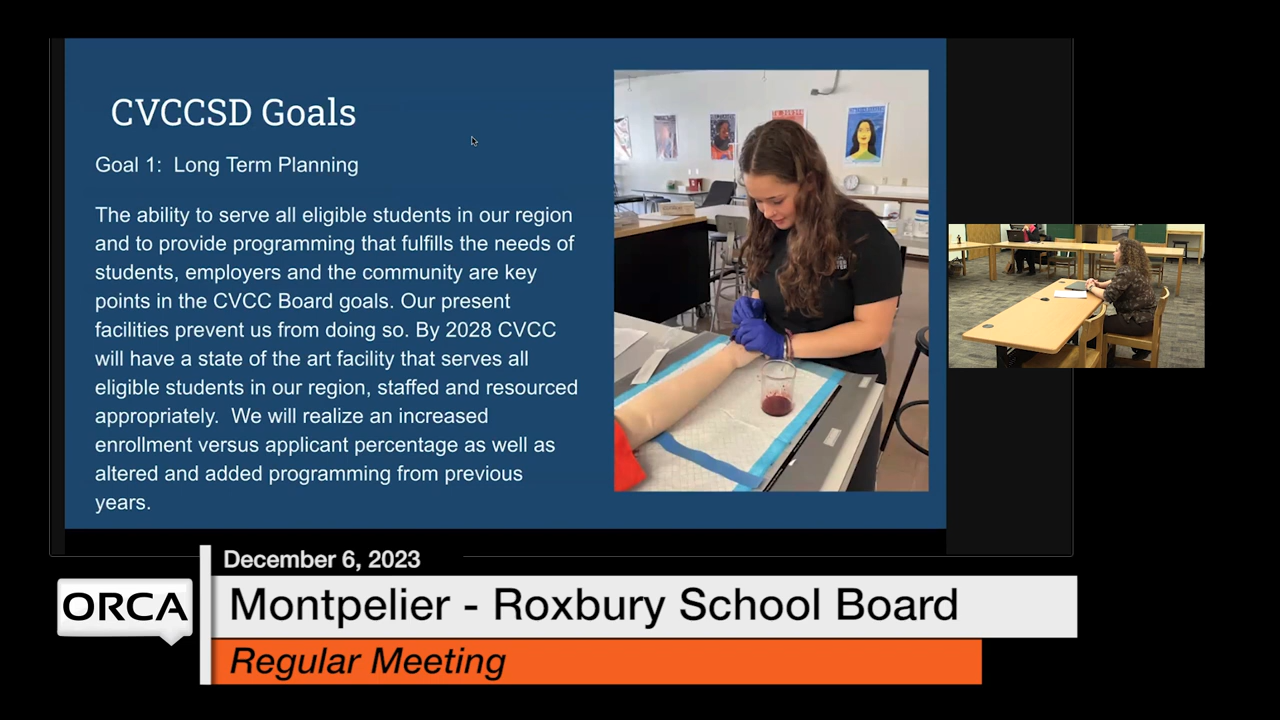 CVCCSD Goals
Goal 1: Long Term Planning
The ability to serve all eligible students in our region
and to provide programming that fulfills the needs of
students, employers and the community are key
points in the CVCC Board goals. Our present
facilities prevent us from doing so. By 2028 CVCC
will have a state of the art facility that serves all
eligible students in our region, staffed and resourced
appropriately. We will realize an increased
enrollment versus applicant percentage as well as
altered and added programming from previous
years.
December 6, 2023
ORCA
Montpelier - Roxbury School Board
Regular Meeting